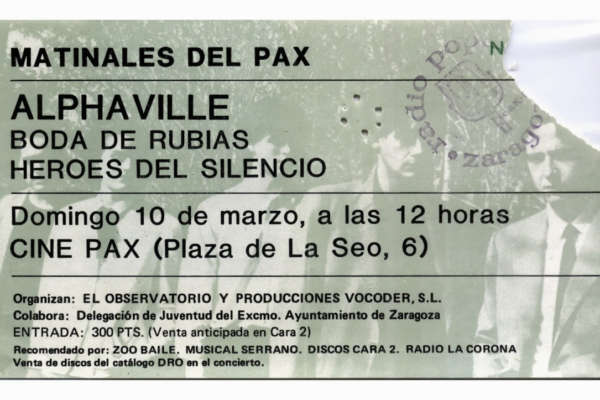 MATINALES DEL PAX
Nº
ALPHAVILLE
BODA DE RUBIAS
HEROES DEL SILENCIO
radio pop
zarago
Domingo 10 de marzo, a las 12 horas
CINE PAX (Plaza de La Seo, 6)
Organizan: EL OBSERVATORIO Y PRODUCCIONES VOCODER, S.L.
Colabora: Delegación de Juventud del Excmo. Ayuntamiento de Zaragoza
ENTRADA: 300 PTS. (Venta anticipada en Cara 2)
Recomendado por: ZOO BAILE. MUSICAL SERRANO. DISCOS CARA 2. RADIO LA CORONA
Venta de discos del catálogo DRO en el concierto.